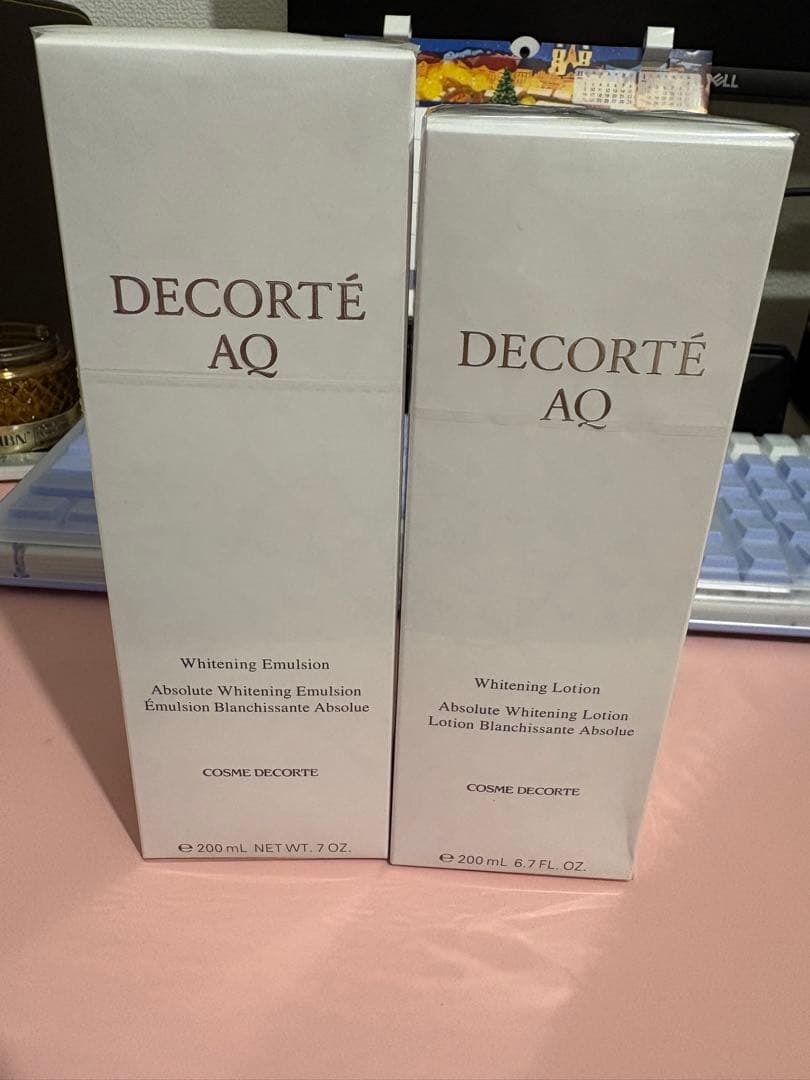 DECORTÉ
AQ
Whitening Emulsion
Absolute Whitening Emulsion
Émulsion Blanchissante Absolue
COSME DECORTE
℮ 200 mL NET WT. 7 OZ.
DECORTÉ
AQ
Whitening Lotion
Absolute Whitening Lotion
Lotion Blanchissante Absolue
COSME DECORTE
℮ 200 mL 6.7 FL. OZ.